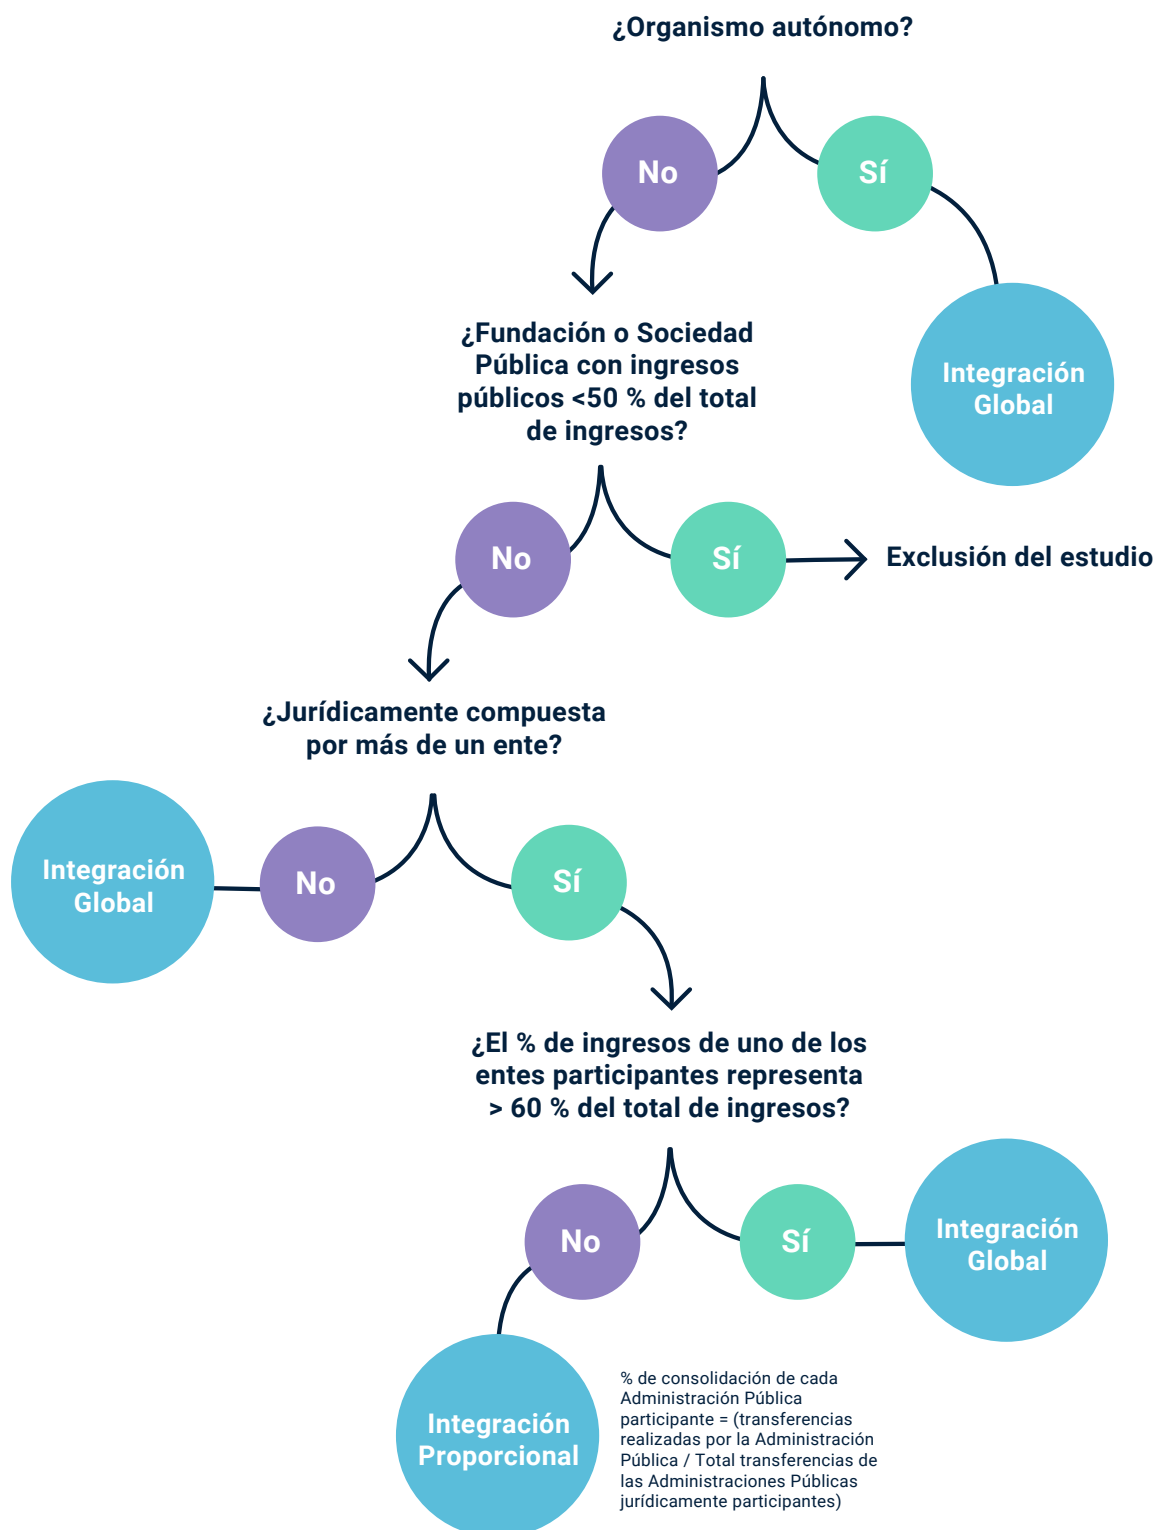 ¿Organismo autónomo?
No
Sí
¿Fundación o Sociedad
Pública con ingresos
públicos <50 % del total
de ingresos?
Integración
Global
No
Sí
Exclusión del estudio
¿Jurídicamente compuesta
por más de un ente?
Integración
Global
No
Sí
¿El % de ingresos de uno de los
entes participantes representa
> 60 % del total de ingresos?
No
Sí
Integración
Global
Integración
Proporcional
% de consolidación de cada
Administración Pública
participante = (transferencias
realizadas por la Administración
Pública / Total transferencias de
las Administraciones Públicas
jurídicamente participantes)